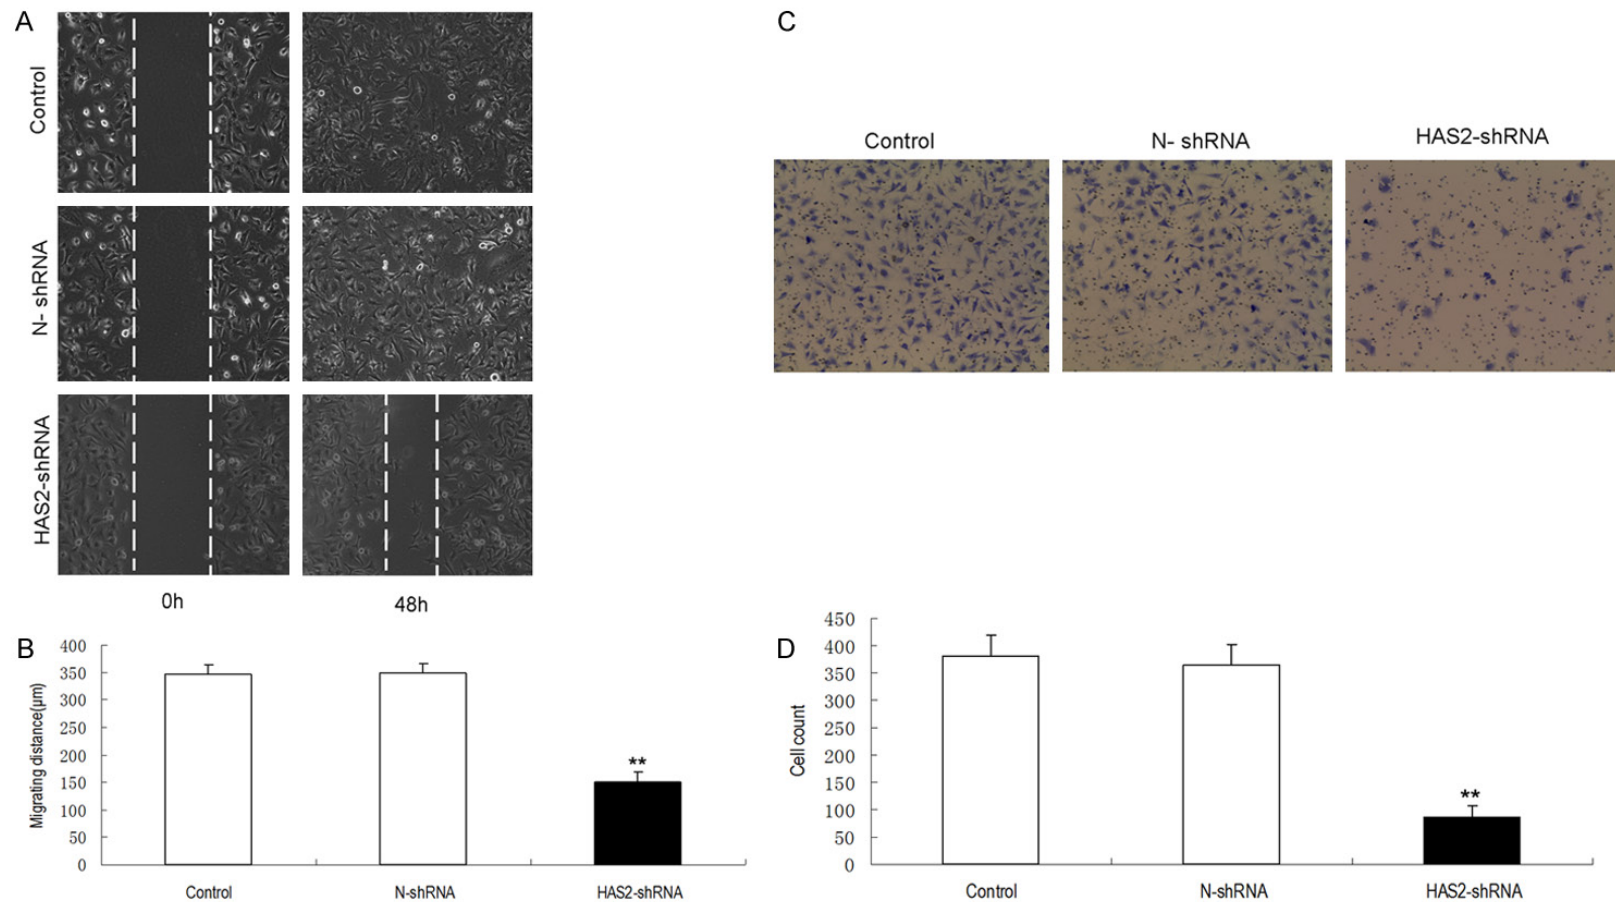 A
Control
N- shRNA
HAS2-shRNA
0h
48h
B
Migrating distance(μm)
400
350
300
250
200
150
100
50
0
**
Control
N-shRNA
HAS2-shRNA
C
Control
N- shRNA
HAS2-shRNA
D
Cell count
450
400
350
300
250
200
150
100
50
0
**
Control
N-shRNA
HAS2-shRNA